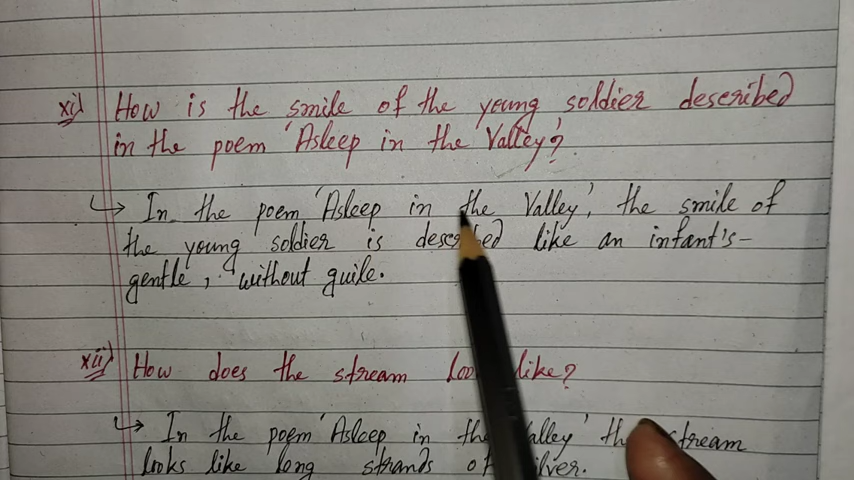 xi) How is the smile of the young soldier described
in the poem 'Asleep in the Valley'?
↳ In the poem 'Asleep in the Valley', the smile of
the young soldier is described like an infant's-
gentle, without guile.
xii) How does the stream look like?
↳ In the poem 'Asleep in the Valley' the stream
looks like long strands of silver.